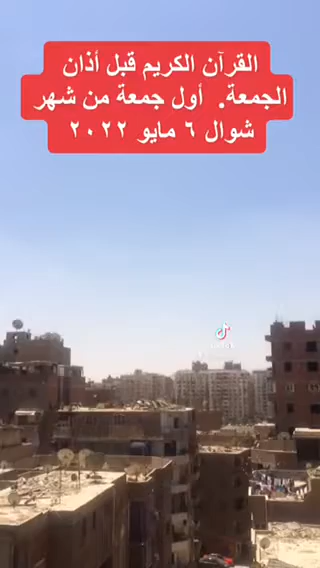 القرآن الكريم قبل أذان
الجمعة. أول جمعة من شهر
شوال ٦ مايو ٢٠٢٢